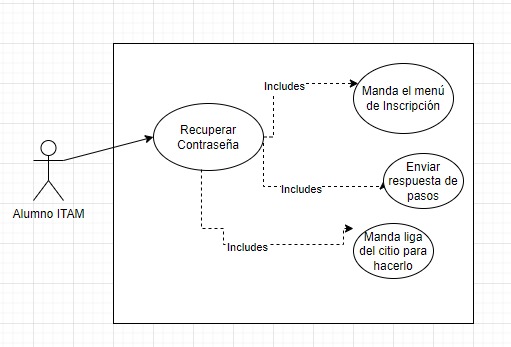 Includes
Manda el menú
de Inscripción
Recuperar
Contraseña
Enviar
respuesta de
pasos
Includes
Alumno ITAM
Manda liga
del citio para
hacerlo
Includes